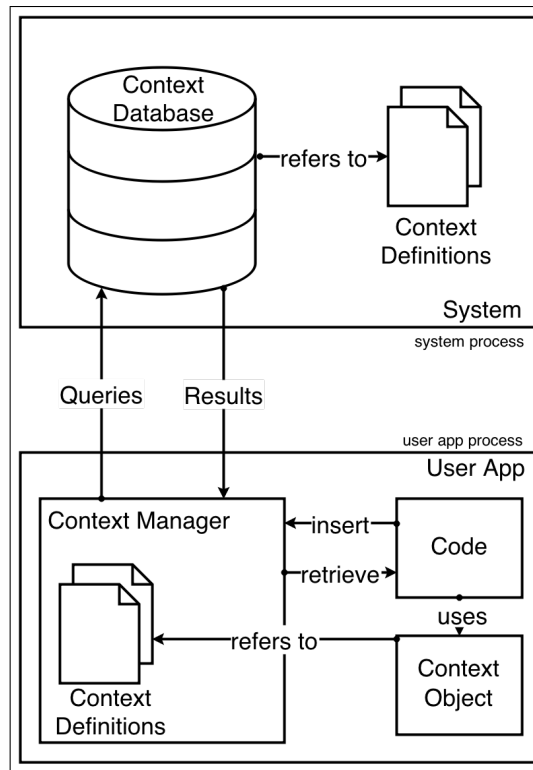 Context
Database
refers to
Context
Definitions
System
system process
Queries
Results
user app process
User App
Context Manager
insert
Code
retrieve
uses
refers to
Context
Object
Context
Definitions